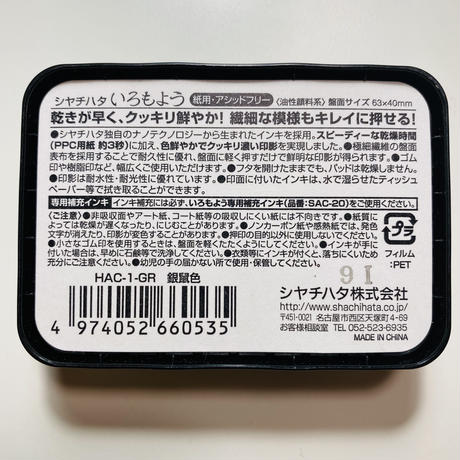 シヤチハタ いろもよう 紙用・アシッドフリー 〈油性顔料系〉 盤面サイズ 63×40mm
乾きが早く、クッキリ鮮やか! 繊細な模様もキレイに押せる!
●シヤチハタ独自のナノテクノロジーから生まれたインキを採用。スピーディーな乾燥時間
(PPC用紙 約3秒)に加え、色鮮やかでクッキリ濃い印影を実現しました。●極細繊維の盤面
表布を採用することで耐久性に優れ、盤面に軽く押すだけで鮮明な印影が得られます。●ゴム
印や樹脂印など、幅広くご使用いただけます。●フタを開けたままでも、パッドは乾燥しません。
●印影は耐水性・耐光性に優れています。●印面に付いたインキは、水で湿らせたティッシュ
ペーパー等で拭き取ることができます。
専用補充インキ インキ補充には必ず、いろもよう専用補充インキ(品番:SAC-20)をご使用ください。
〈ご注意〉●非吸収面やアート紙、コート紙等の吸収しにくい紙には不向きです。●紙質によ
っては乾燥が遅くなったり、にじむことがあります。●ノンカーボン紙や感熱紙では、発色
文字が消えたり、印影が変色することがあります。●押印の目的以外に使用しないでください。
●小さなゴム印を使用するときは、盤面を軽くたたくようにしてください。●インキが手に
付いた場合は、早めに石鹸等で洗浄してください。●衣類等にインキが付くと、落ちにくいため
充分にご注意ください。●幼児の手の届かない所で使用・保管してください。
プラ
フィルム
:PET
HAC-1-GR 銀鼠色
4 974052 660535
91
シヤチハタ株式会社
http://www.shachihata.co.jp/
〒451-0021 名古屋市西区天塚町4-69
お客様相談室 TEL 052-523-6935
MADE IN CHINA